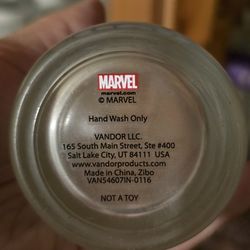 MARVEL
marvel.com
© MARVEL
Hand Wash Only
VANDOR LLC.
165 South Main Street, Ste #400
Salt Lake City, UT 84111 USA
www.vandorproducts.com
Made in China, Zibo
VAN54607IN-0116
NOT A TOY